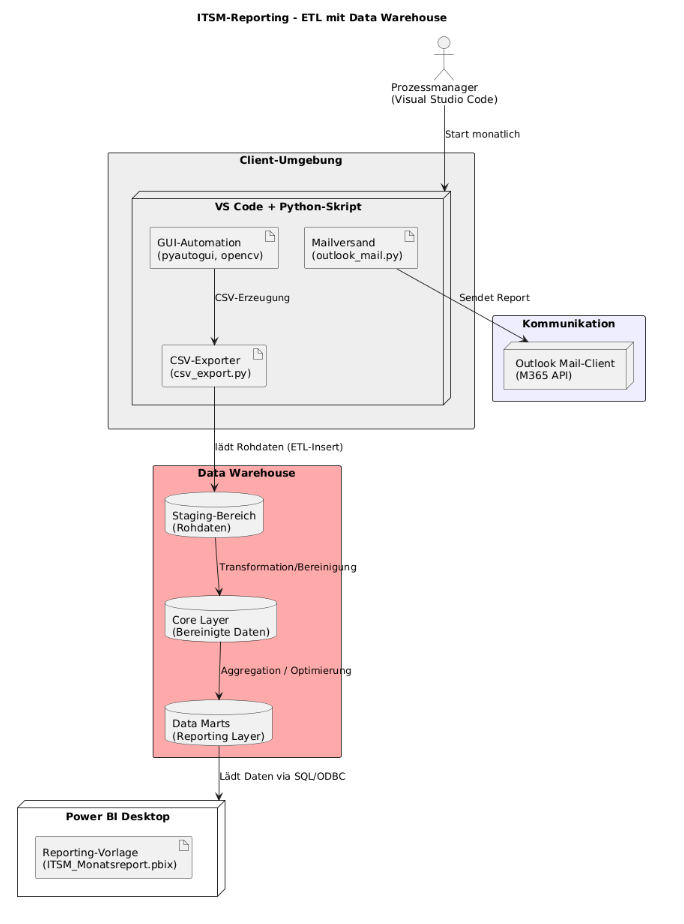 ITSM-Reporting - ETL mit Data Warehouse
Prozessmanager
(Visual Studio Code)
Start monatlich
Client-Umgebung
VS Code + Python-Skript
GUI-Automation
(pyautogui, opencv)
Mailversand
(outlook_mail.py)
CSV-Erzeugung
Sendet Report
Kommunikation
Outlook Mail-Client
(M365 API)
CSV-Exporter
(csv_export.py)
lädt Rohdaten (ETL-Insert)
Data Warehouse
Staging-Bereich
(Rohdaten)
Transformation/Bereinigung
Core Layer
(Bereinigte Daten)
Aggregation / Optimierung
Data Marts
(Reporting Layer)
Lädt Daten via SQL/ODBC
Power BI Desktop
Reporting-Vorlage
(ITSM_Monatsreport.pbix)